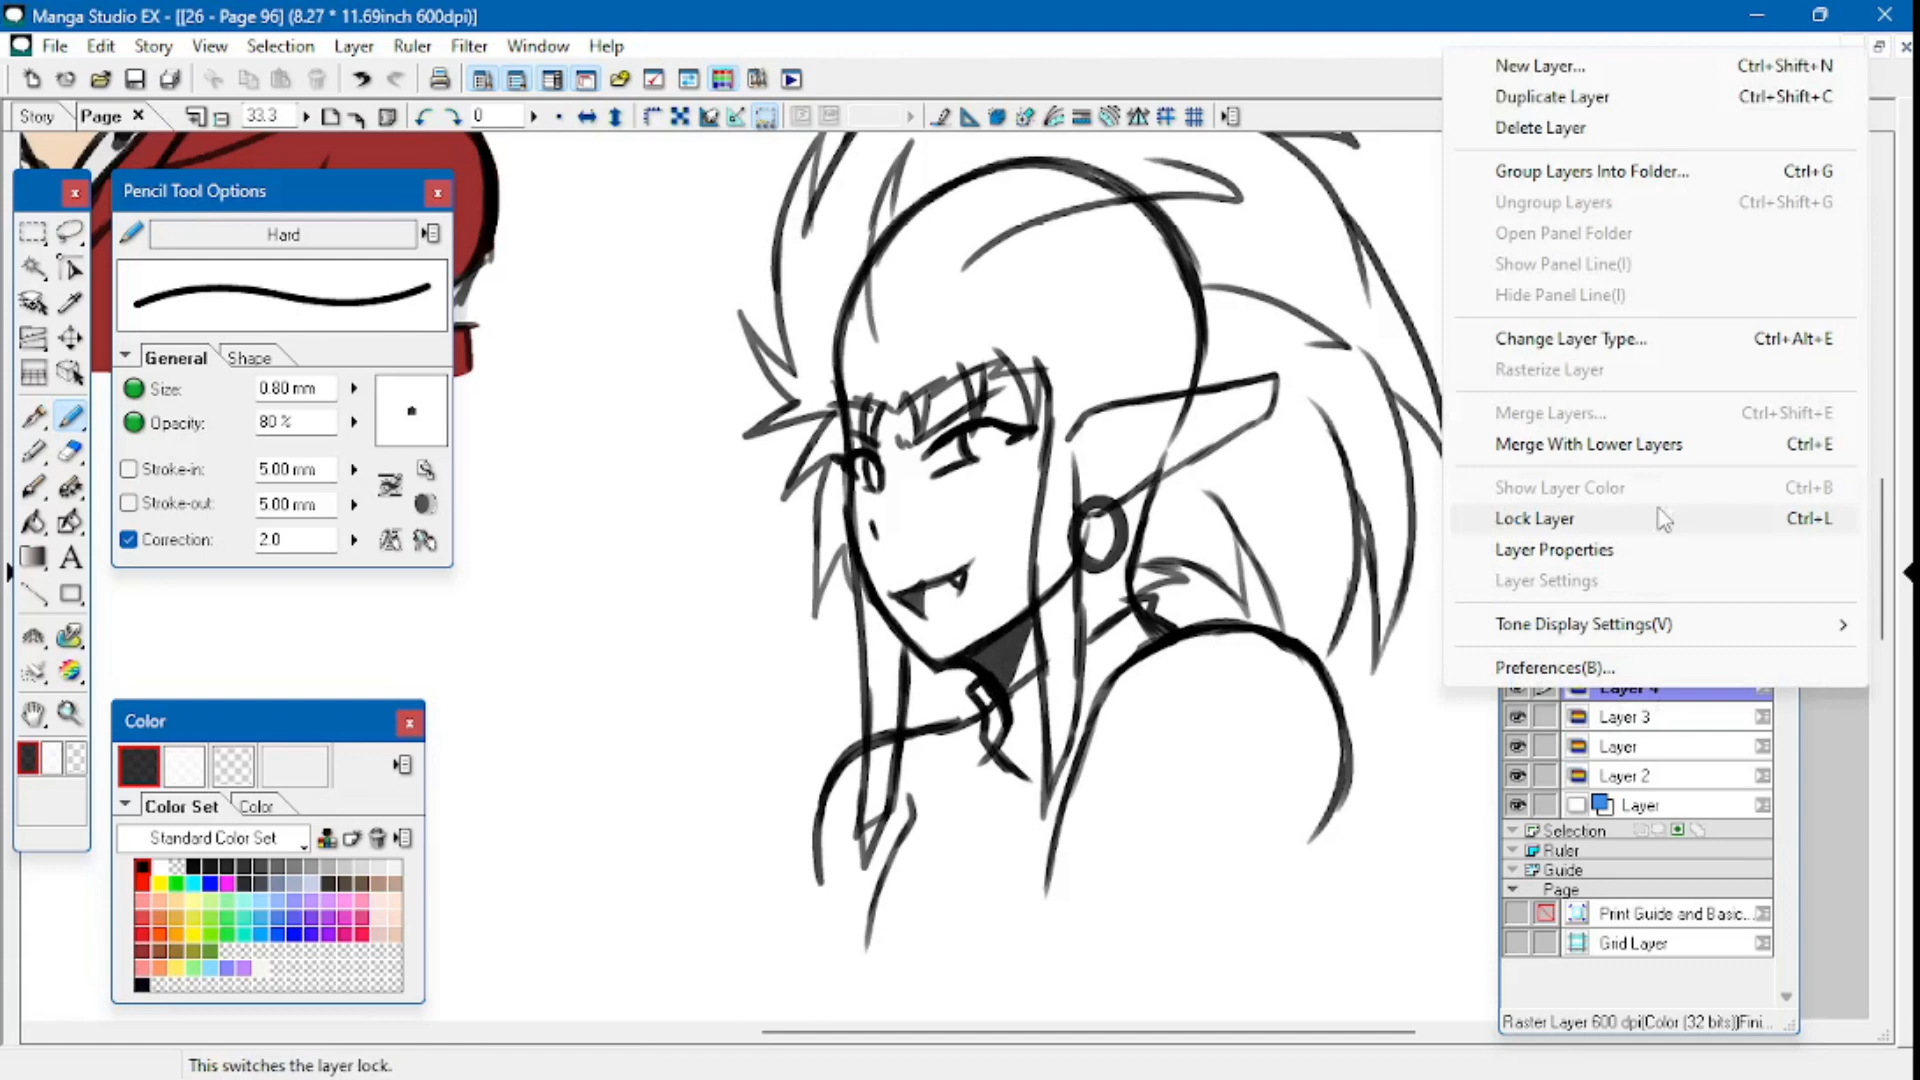 Manga Studio EX - [[26 - Page 96] (8.27 * 11.69inch 600dpi)]
File Edit Story View Selection Layer Ruler Filter Window Help
Story Page 33.3 0
Pencil Tool Options
Hard
General Shape
Size: 0.80 mm
Opacity: 80 %
Stroke-in: 5.00 mm
Stroke-out: 5.00 mm
Correction: 2.0
A
Color
Color Set Color
Standard Color Set
New Layer... Ctrl+Shift+N
Duplicate Layer Ctrl+Shift+C
Delete Layer
Group Layers Into Folder... Ctrl+G
Ungroup Layers Ctrl+Shift+G
Open Panel Folder
Show Panel Line(I)
Hide Panel Line(I)
Change Layer Type... Ctrl+Alt+E
Rasterize Layer
Merge Layers... Ctrl+Shift+E
Merge With Lower Layers Ctrl+E
Show Layer Color Ctrl+B
Lock Layer Ctrl+L
Layer Properties
Layer Settings
Tone Display Settings(V)
Preferences(B)...
Layer 4
Layer 3
Layer
Layer 2
Layer
Selection
Ruler
Guide
Page
Print Guide and Basic...
Grid Layer
Raster Layer 600 dpi(Color (32 bits))Fini...
This switches the layer lock.